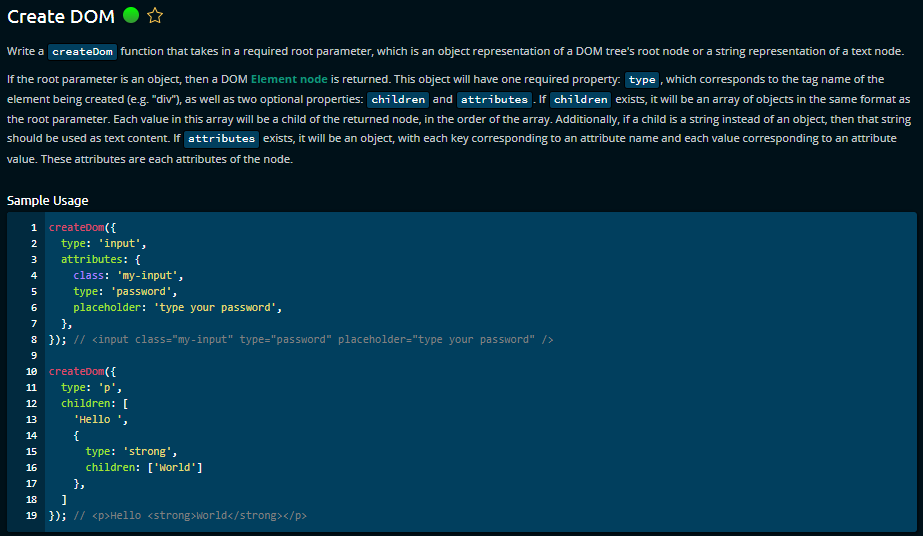 Create DOM
Write a createDom function that takes in a required root parameter, which is an object representation of a DOM tree's root node or a string representation of a text node.
If the root parameter is an object, then a DOM Element node is returned. This object will have one required property: type , which corresponds to the tag name of the
element being created (e.g. "div"), as well as two optional properties: children and attributes . If children exists, it will be an array of objects in the same format as
the root parameter. Each value in this array will be a child of the returned node, in the order of the array. Additionally, if a child is a string instead of an object, then that string
should be used as text content. If attributes exists, it will be an object, with each key corresponding to an attribute name and each value corresponding to an attribute
value. These attributes are each attributes of the node.
Sample Usage
1 createDom({
2   type: 'input',
3   attributes: {
4     class: 'my-input',
5     type: 'password',
6     placeholder: 'type your password',
7   },
8 }); // <input class="my-input" type="password" placeholder="type your password" />
9
10 createDom({
11   type: 'p',
12   children: [
13     'Hello ',
14     {
15       type: 'strong',
16       children: ['World']
17     },
18   ]
19 }); // <p>Hello <strong>World</strong></p>